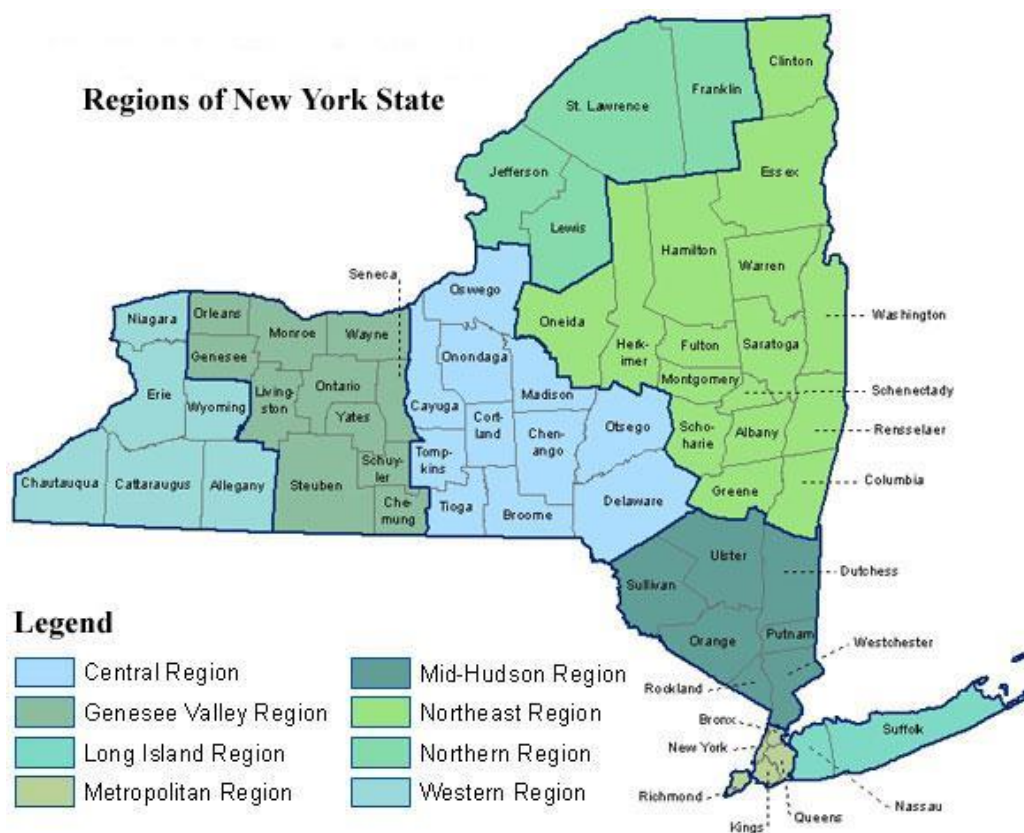 Regions of New York State
Clinton
Franklin
St. Lawrence
Essex
Jefferson
Lewis
Hamilton
Warren
Seneca
Oswego
Washington
Niagara
Orleans
Monroe
Wayne
Oneida
Herk-
imer
Fulton
Saratoga
Genesee
Onondaga
Montgomery
Schenectady
Erie
Wyoming
Living-
ston
Ontario
Yates
Cayuga
Cort-
land
Madison
Chen-
ango
Otsego
Scho-
harie
Albany
Rensselaer
Chautauqua
Cattaraugus
Allegany
Steuben
Schuy-
ler
Che-
mung
Tomp-
kins
Tioga
Broome
Delaware
Greene
Columbia
Ulster
Sullivan
Dutchess
Orange
Putnam
Westchester
Rockland
Bronx
New York
Suffolk
Richmond
Kings
Queens
Nassau
Legend
Central Region
Genesee Valley Region
Long Island Region
Metropolitan Region
Mid-Hudson Region
Northeast Region
Northern Region
Western Region